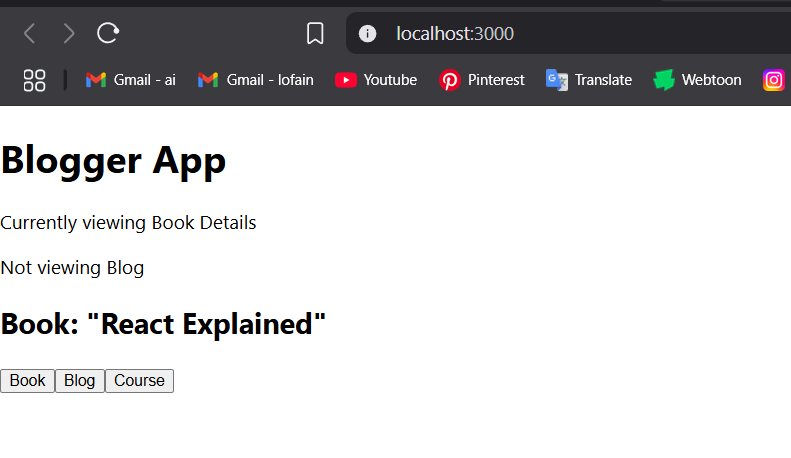 localhost:3000
Gmail - ai Gmail - lofain Youtube Pinterest Translate Webtoon
Blogger App
Currently viewing Book Details
Not viewing Blog
Book: "React Explained"
Book Blog Course